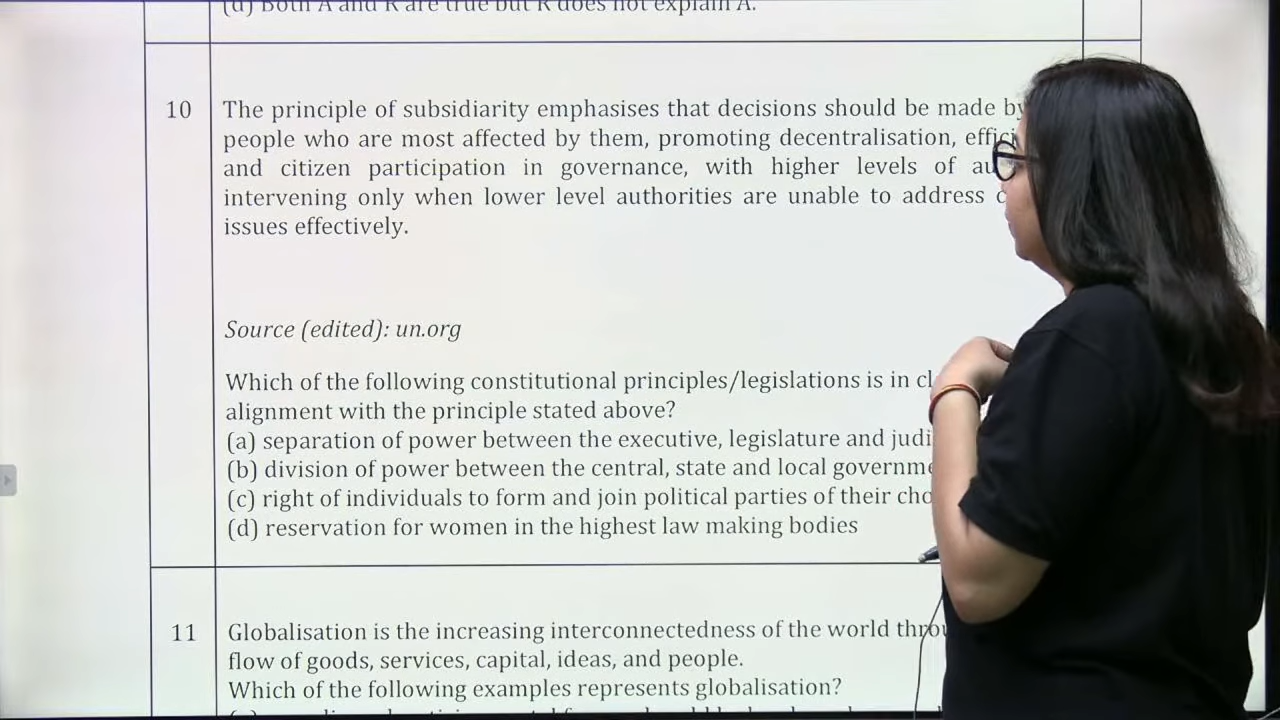 (d) Both A and R are true but R does not explain A.
10
The principle of subsidiarity emphasises that decisions should be made by
people who are most affected by them, promoting decentralisation,
and citizen participation in governance, with higher levels of
intervening only when lower level authorities are unable to address
issues effectively.
Source (edited): un.org
Which of the following constitutional principles/legislations is in
alignment with the principle stated above?
(a) separation of power between the executive, legislature and
(b) division of power between the central, state and local
(c) right of individuals to form and join political parties of their
(d) reservation for women in the highest law making bodies
11
Globalisation is the increasing interconnectedness of the world
flow of goods, services, capital, ideas, and people.
Which of the following examples represents globalisation?